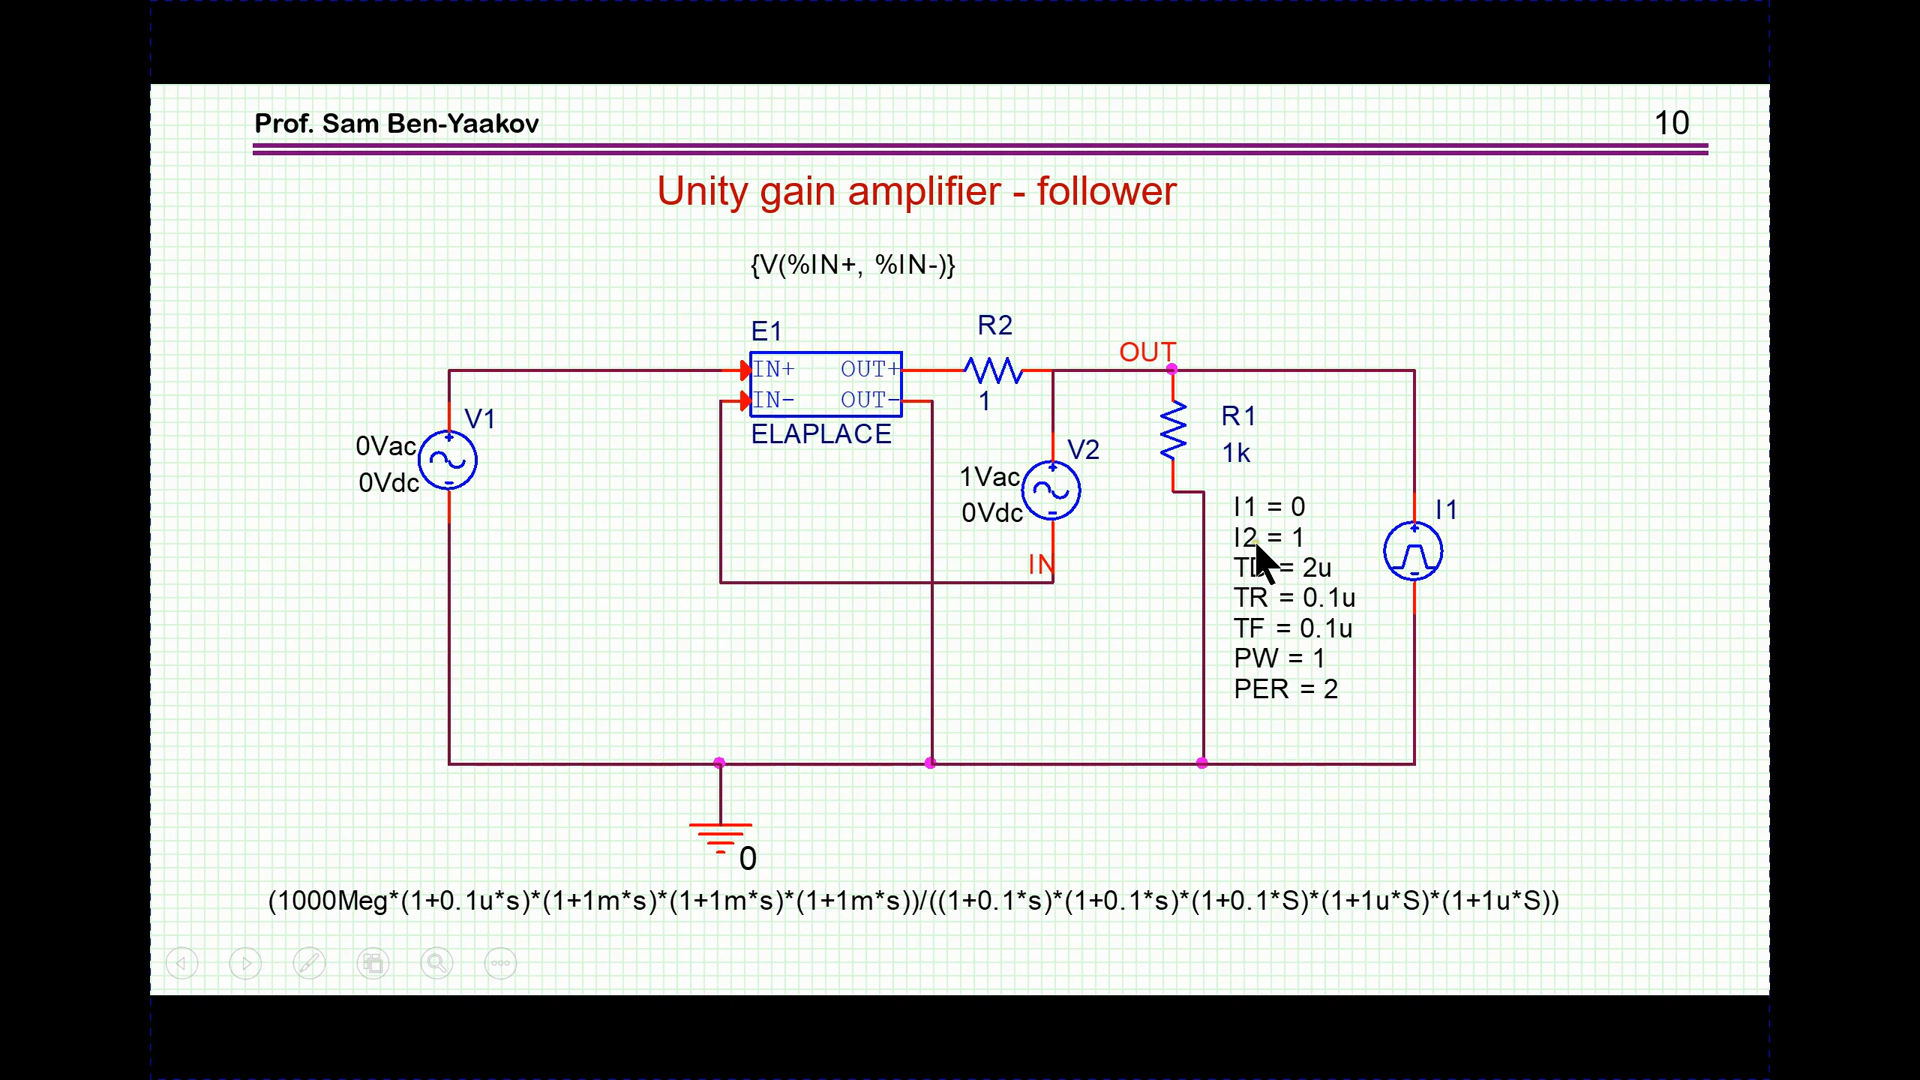 Prof. Sam Ben-Yaakov
10
Unity gain amplifier - follower
{V(%IN+, %IN-)}
E1
R2
OUT
IN+ OUT+
IN- OUT-
1
ELAPLACE
V1
0Vac
0Vdc
V2
1Vac
0Vdc
IN
R1
1k
I1 = 0
I2 = 1
= 2u
TR = 0.1u
TF = 0.1u
PW = 1
PER = 2
I1
0
(1000Meg*(1+0.1u*s)*(1+1m*s)*(1+1m*s)*(1+1m*s))/((1+0.1*s)*(1+0.1*s)*(1+0.1*S)*(1+1u*S)*(1+1u*S))